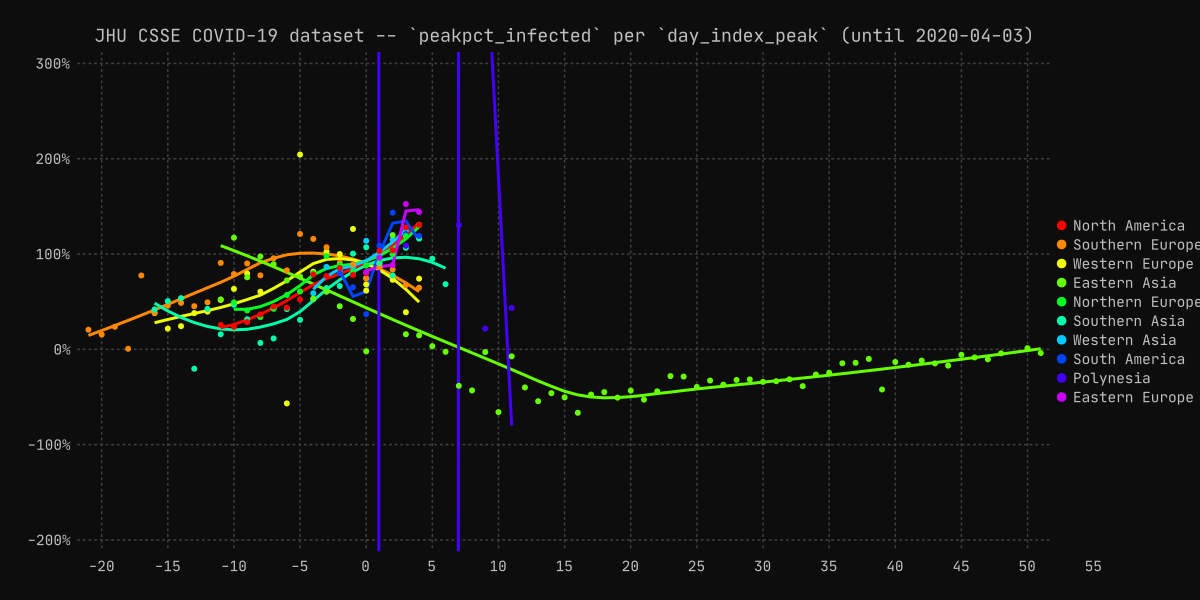 JHU CSSE COVID-19 dataset -- `peakpct_infected` per `day_index_peak` (until 2020-04-03)
300%
200%
100%
0%
-100%
-200%
-20 -15 -10 -5 0 5 10 15 20 25 30 35 40 45 50 55
North America
Southern Europe
Western Europe
Eastern Asia
Northern Europe
Southern Asia
Western Asia
South America
Polynesia
Eastern Europe